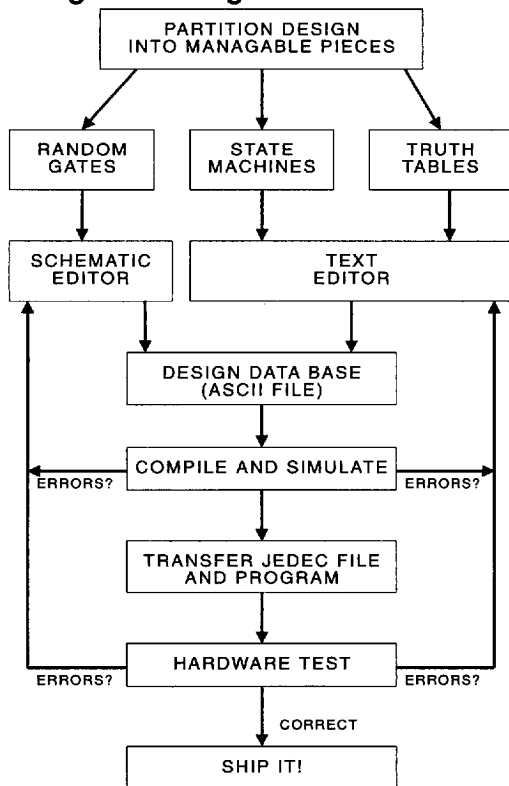 PARTITION DESIGN
INTO MANAGABLE PIECES
RANDOM
GATES
STATE
MACHINES
TRUTH
TABLES
SCHEMATIC
EDITOR
TEXT
EDITOR
DESIGN DATA BASE
(ASCII FILE)
COMPILE AND SIMULATE
ERRORS?
ERRORS?
TRANSFER JEDEC FILE
AND PROGRAM
HARDWARE TEST
ERRORS?
ERRORS?
CORRECT
SHIP IT!